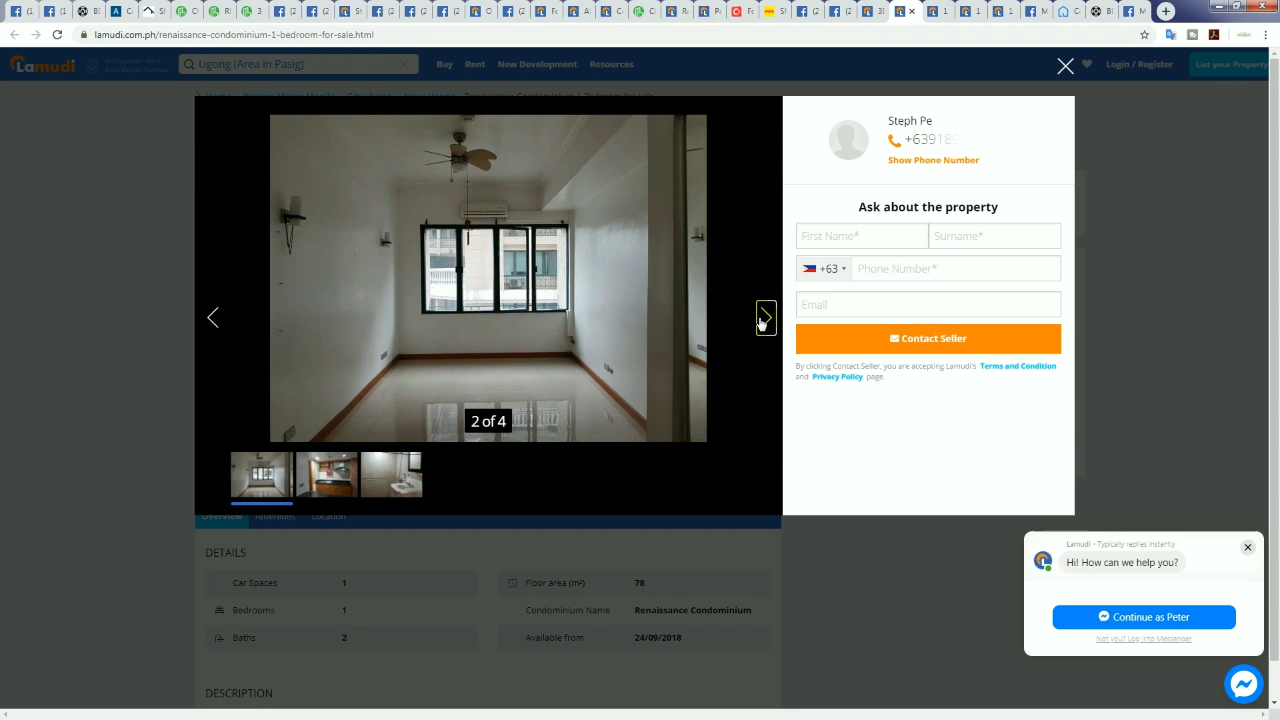 lamudi.com.ph/renaissance-condominium-1-bedroom-for-sale.html
Lamudi
Ugong (Area in Pasig)
Buy
Rent
New Development
Resources
Login / Register
List your Property
Steph Pe
+639189
Show Phone Number
Ask about the property
First Name*
Surname*
+63
Phone Number*
Email
Contact Seller
By clicking Contact Seller, you are accepting Lamudi's Terms and Condition
and Privacy Policy page.
2 of 4
Overview
Amenities
Location
DETAILS
Car Spaces
1
Floor area (m²)
78
Bedrooms
1
Condominium Name
Renaissance Condominium
Baths
2
Available from
24/09/2018
DESCRIPTION
Lamudi • Typically replies instantly
Hi! How can we help you?
Continue as Peter
Not you? Log into Messenger